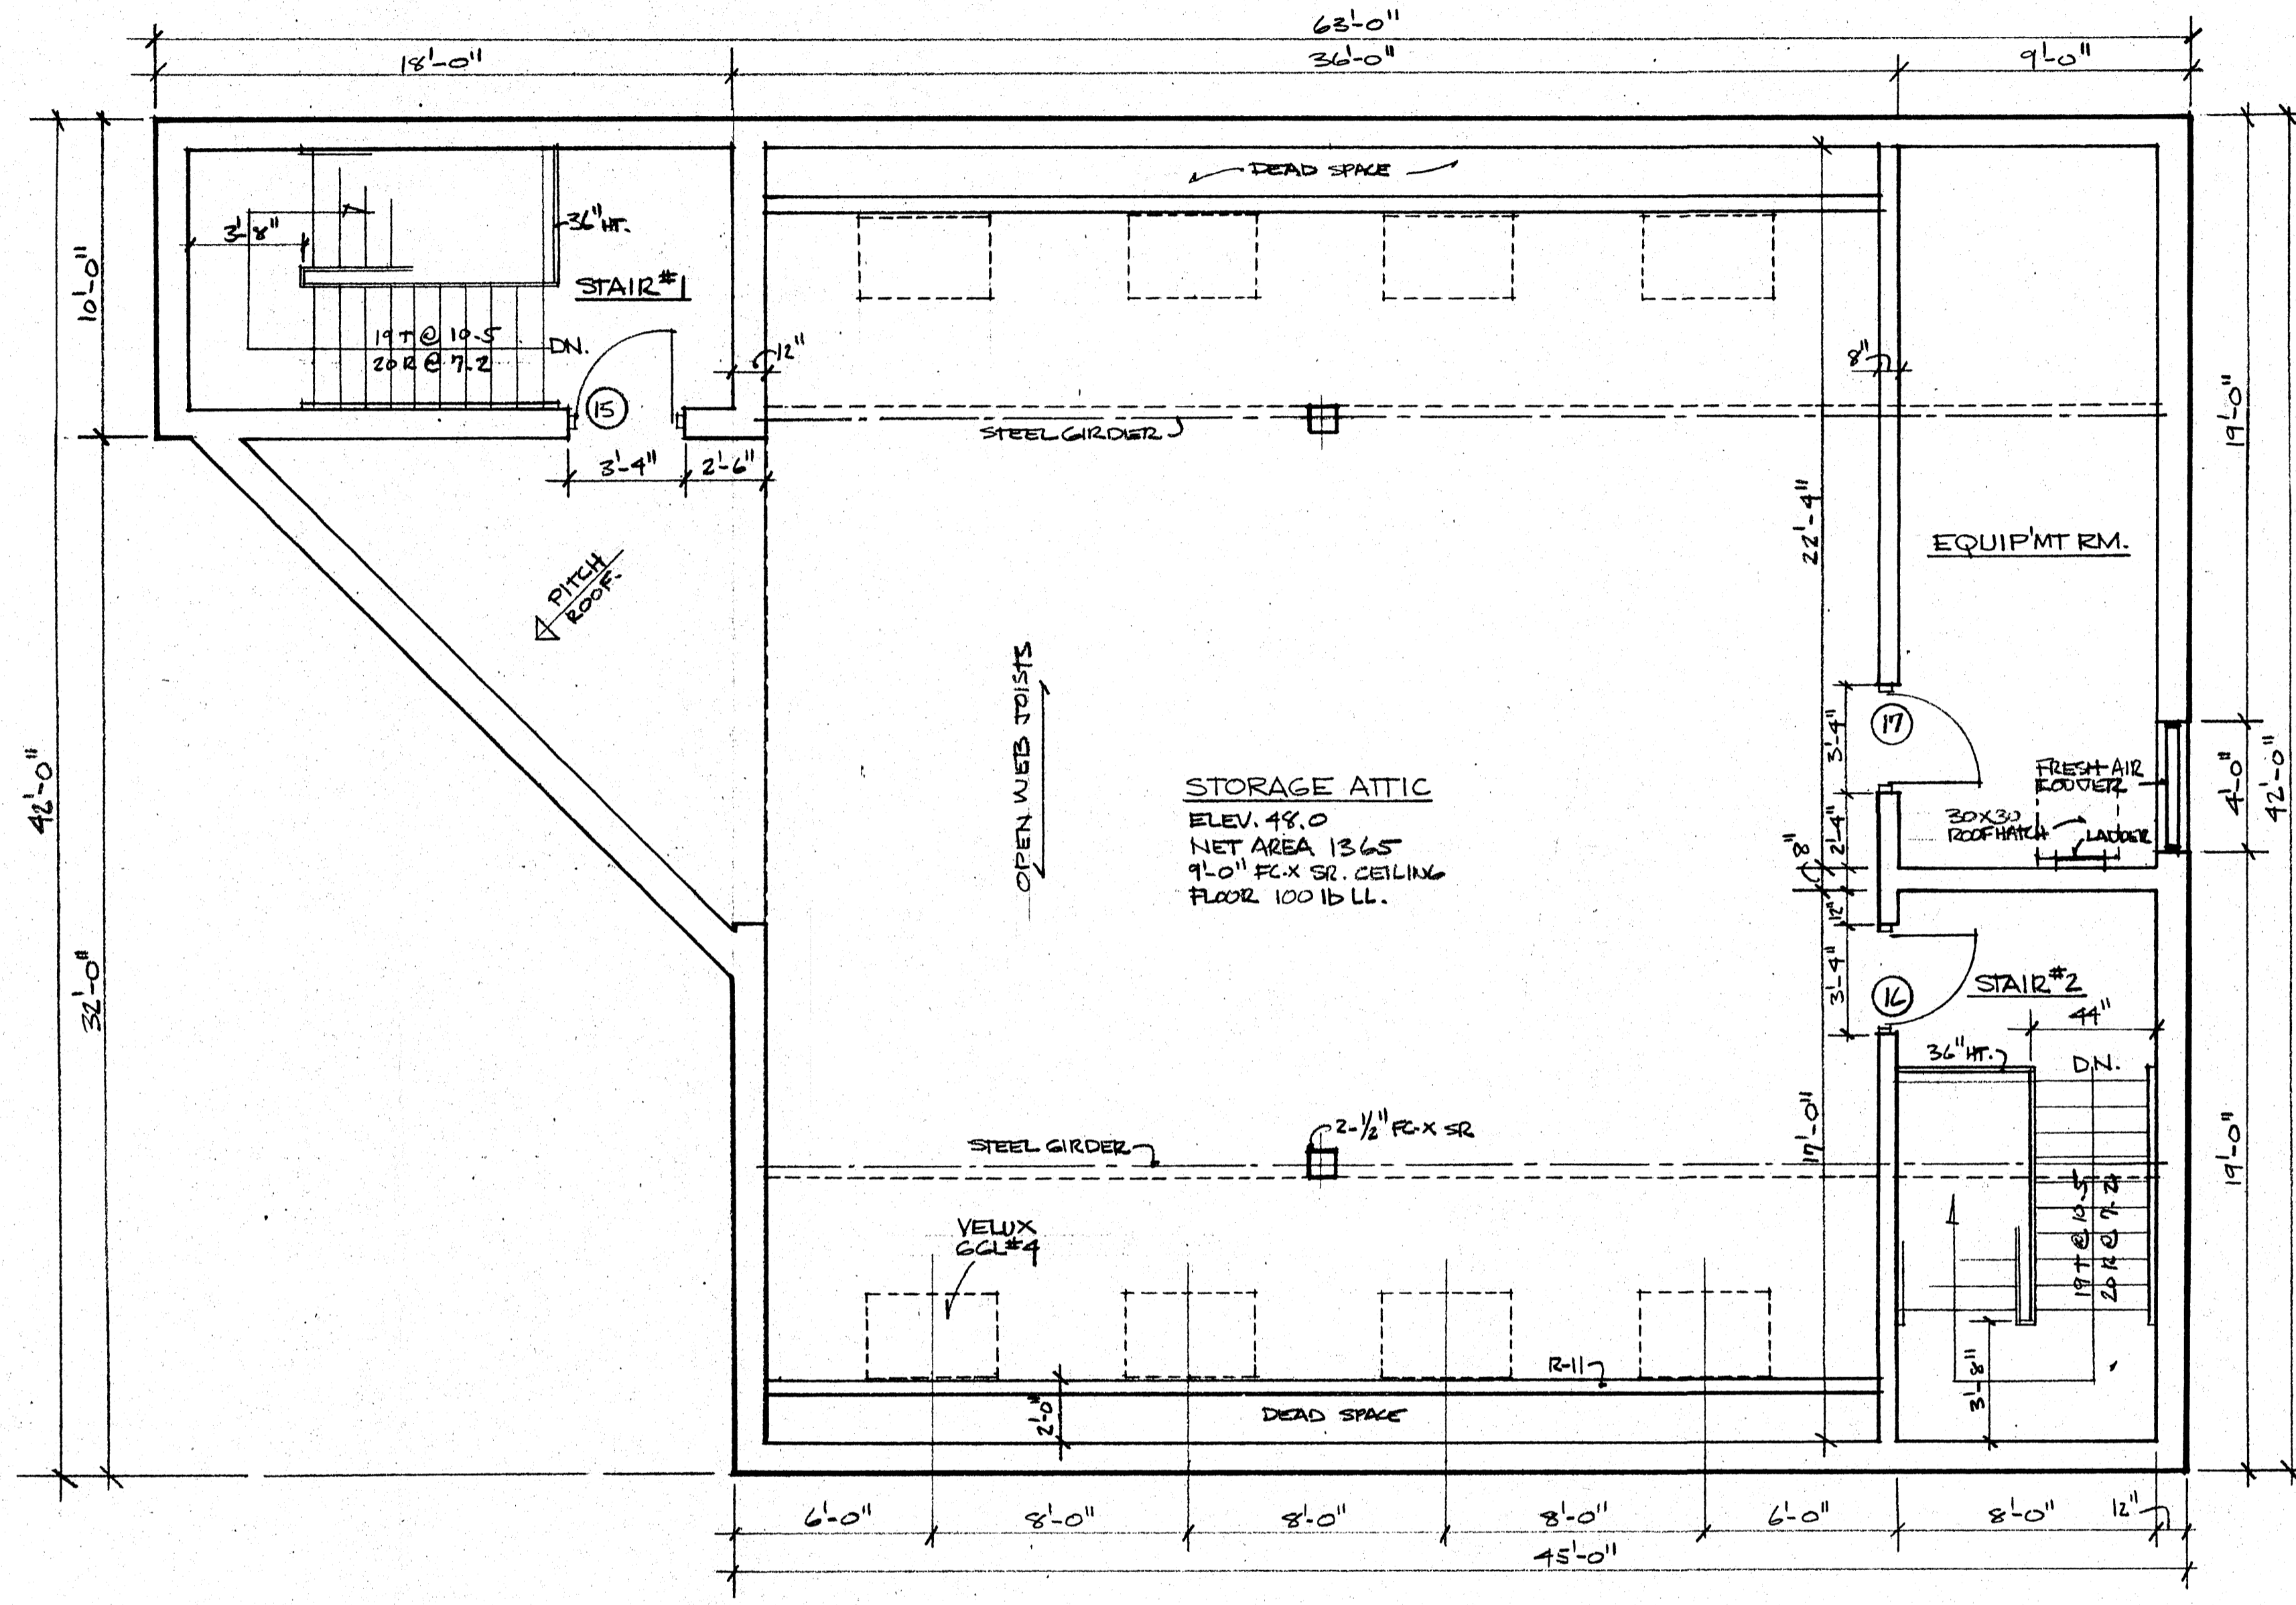 63'-0"
18'-0"
36'-0"
9'-0"
DEAD SPACE
3'-8"
36" HT.
STAIR #1
10'-0"
19 T @ 10.5
20 R @ 7.2
DN.
15
12"
8"
STEEL GIRDER
3'-4"
2'-6"
19'-0"
22'-4"
EQUIP'MT RM.
PITCH
ROOF.
OPEN WEB JOISTS
17
3'-4"
FRESH AIR
LOUVER
4'-0"
42'-0"
42'-0"
STORAGE ATTIC
ELEV. 48.0
NET AREA 1365
9'-0" FC-X SR. CEILING
FLOOR 100 lb LL.
30X30
ROOF HATCH
LADDER
2'-4"
8"
12"
32'-0"
3'-4"
16
STAIR #2
44"
36" HT.
DN.
2-1/2" FC-X SR
STEEL GIRDER
17'-0"
19'-0"
19 T @ 10.5
20 R @ 7.2
VELUX
GGL #4
R-11
3'-8"
2'-0"
DEAD SPACE
6'-0"
8'-0"
8'-0"
8'-0"
6'-0"
8'-0"
12"
45'-0"